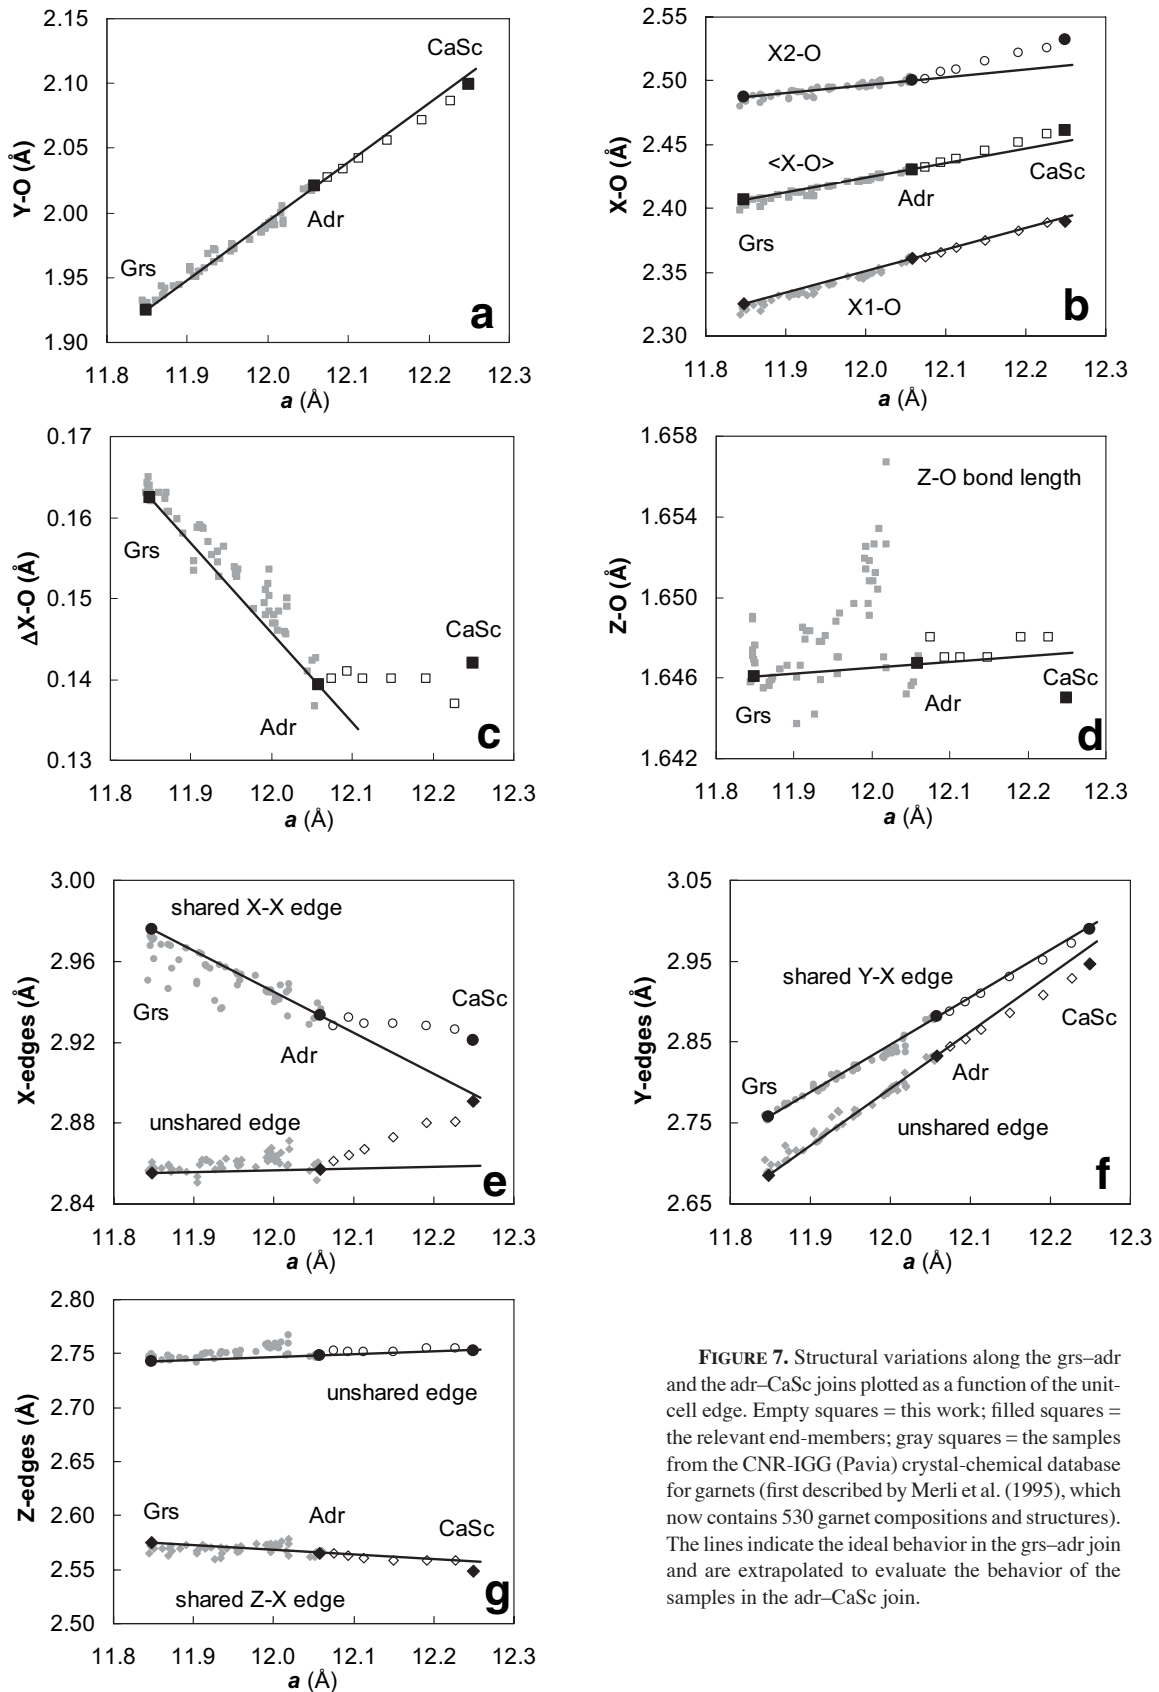 2.15
2.10
2.05
2.00
1.95
1.90
Y-O (Å)
CaSc
Adr
Grs
a
11.8 11.9 12.0 12.1 12.2 12.3
a (Å)
2.55
2.50
2.45
2.40
2.35
2.30
X-O (Å)
X2-O
<X-O>
CaSc
Adr
Grs
X1-O
b
11.8 11.9 12.0 12.1 12.2 12.3
a (Å)
0.17
0.16
0.15
0.14
0.13
ΔX-O (Å)
Grs
CaSc
Adr
c
11.8 11.9 12.0 12.1 12.2 12.3
a (Å)
1.658
1.654
1.650
1.646
1.642
Z-O (Å)
Z-O bond length
CaSc
Grs
Adr
d
11.8 11.9 12.0 12.1 12.2 12.3
a (Å)
3.00
2.96
2.92
2.88
2.84
X-edges (Å)
shared X-X edge
Grs
CaSc
Adr
unshared edge
e
11.8 11.9 12.0 12.1 12.2 12.3
a (Å)
3.05
2.95
2.85
2.75
2.65
Y-edges (Å)
shared Y-X edge
CaSc
Grs
Adr
unshared edge
f
11.8 11.9 12.0 12.1 12.2 12.3
a (Å)
2.80
2.75
2.70
2.65
2.60
2.55
2.50
Z-edges (Å)
unshared edge
Grs
Adr
CaSc
shared Z-X edge
g
11.8 11.9 12.0 12.1 12.2 12.3
a (Å)
FIGURE 7. Structural variations along the grs–adr
and the adr–CaSc joins plotted as a function of the unit-
cell edge. Empty squares = this work; filled squares =
the relevant end-members; gray squares = the samples
from the CNR-IGG (Pavia) crystal-chemical database
for garnets (first described by Merli et al. (1995), which
now contains 530 garnet compositions and structures).
The lines indicate the ideal behavior in the grs–adr join
and are extrapolated to evaluate the behavior of the
samples in the adr–CaSc join.